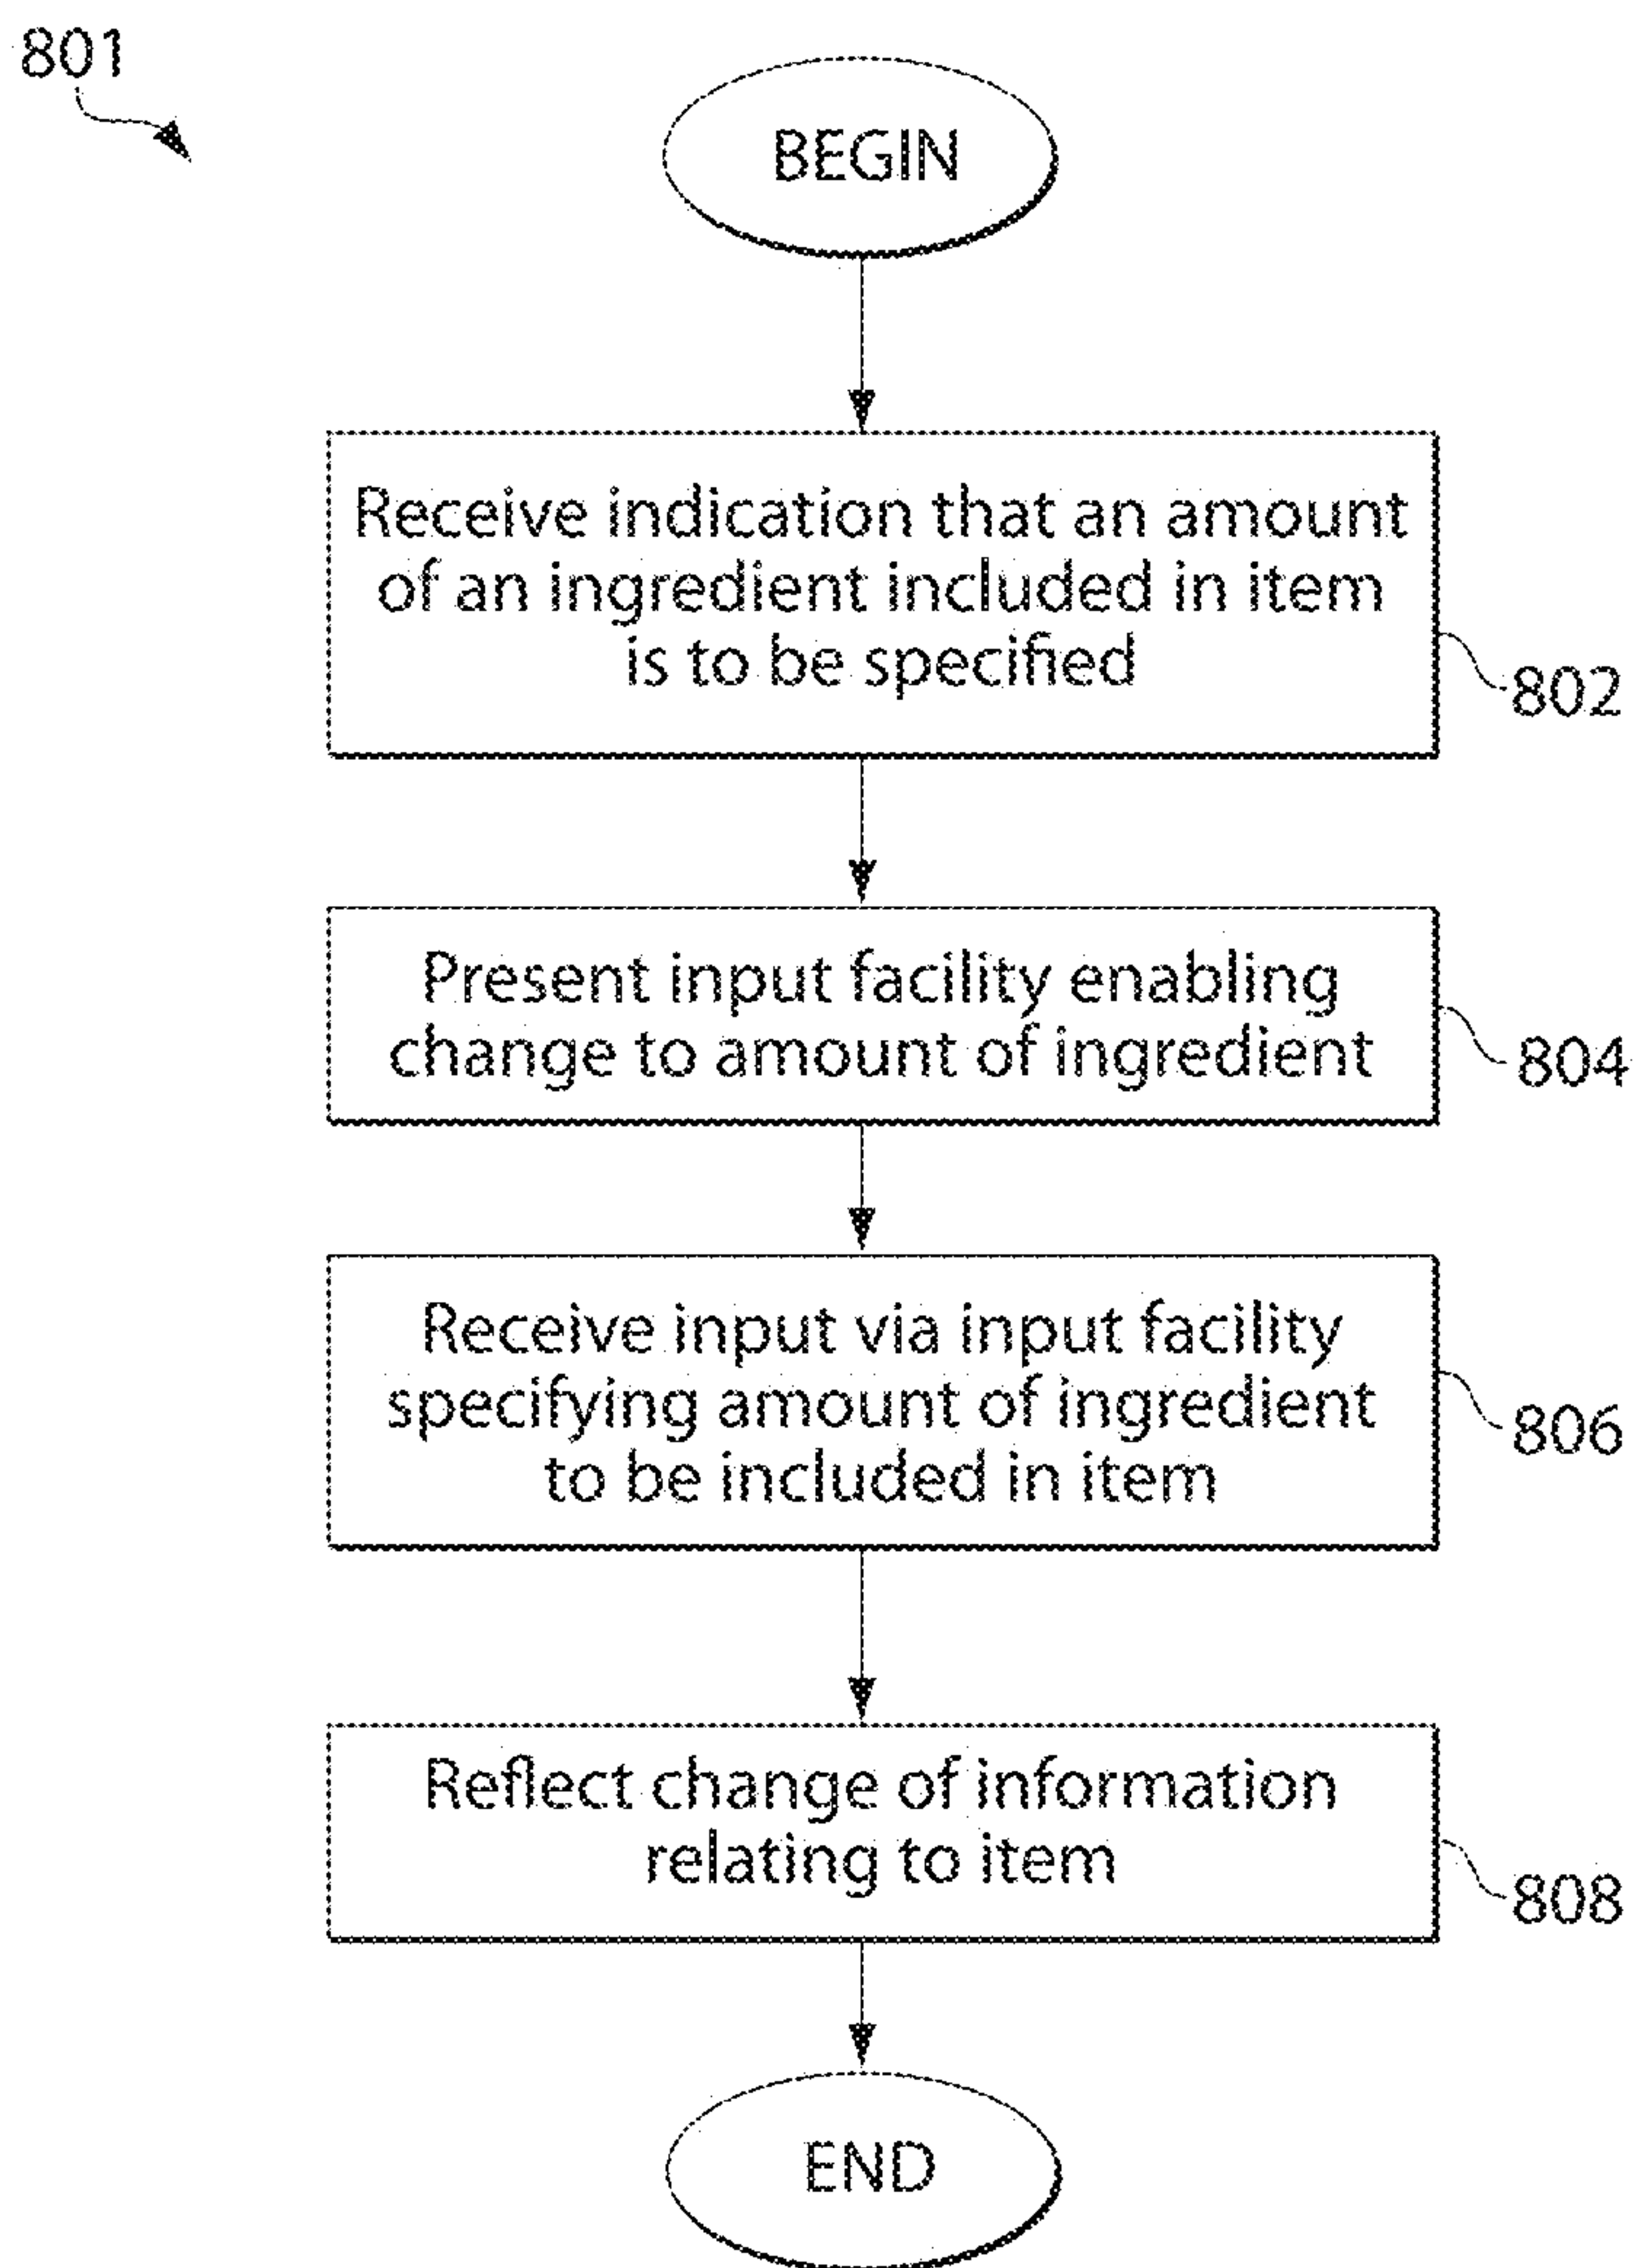 801
BEGIN
Receive indication that an amount
of an ingredient included in item
is to be specified
802
Present input facility enabling
change to amount of ingredient
804
Receive input via input facility
specifying amount of ingredient
to be included in item
806
Reflect change of information
relating to item
808
END